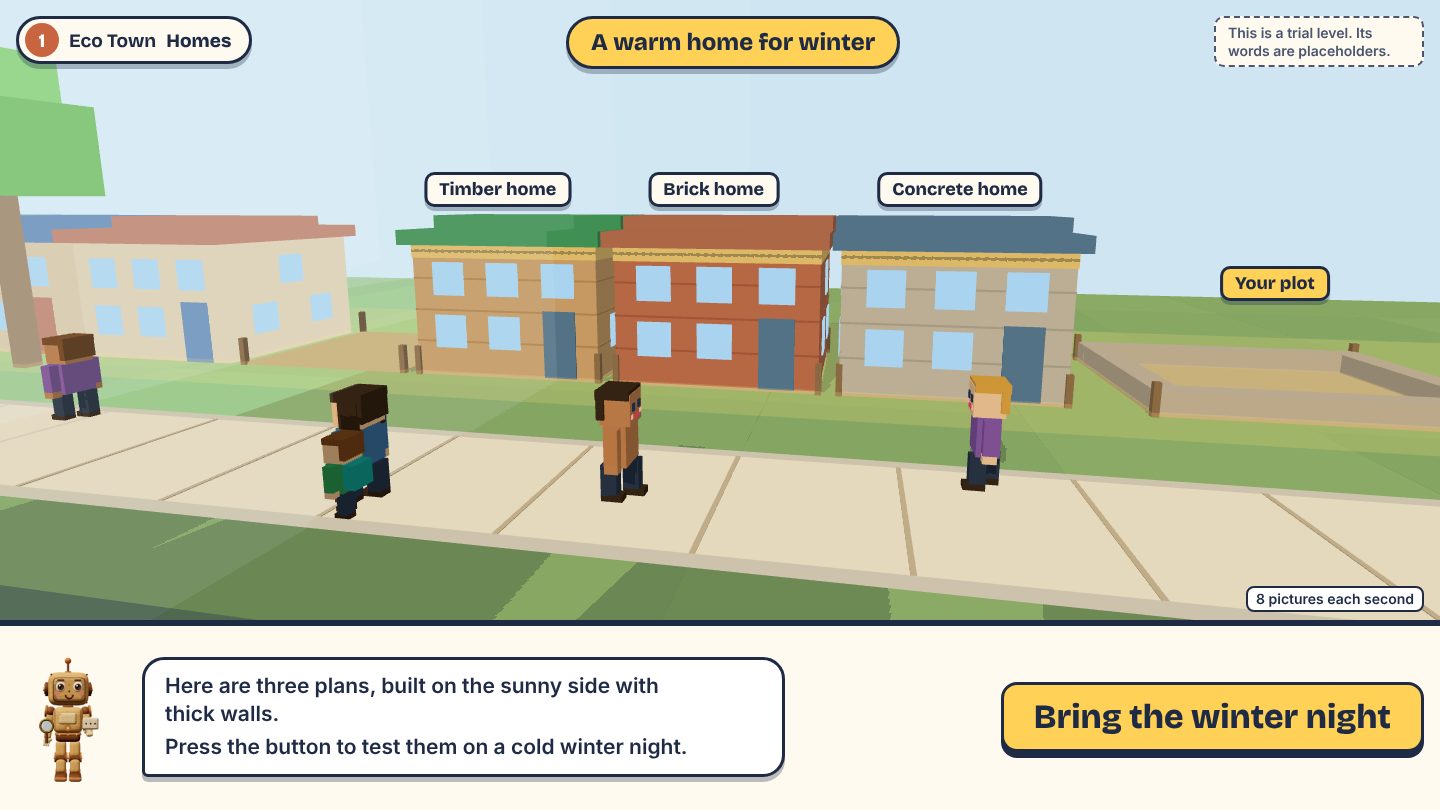 1 Eco Town Homes
A warm home for winter
This is a trial level. Its
words are placeholders.
Timber home
Brick home
Concrete home
Your plot
8 pictures each second
Here are three plans, built on the sunny side with
thick walls.
Press the button to test them on a cold winter night.
Bring the winter night